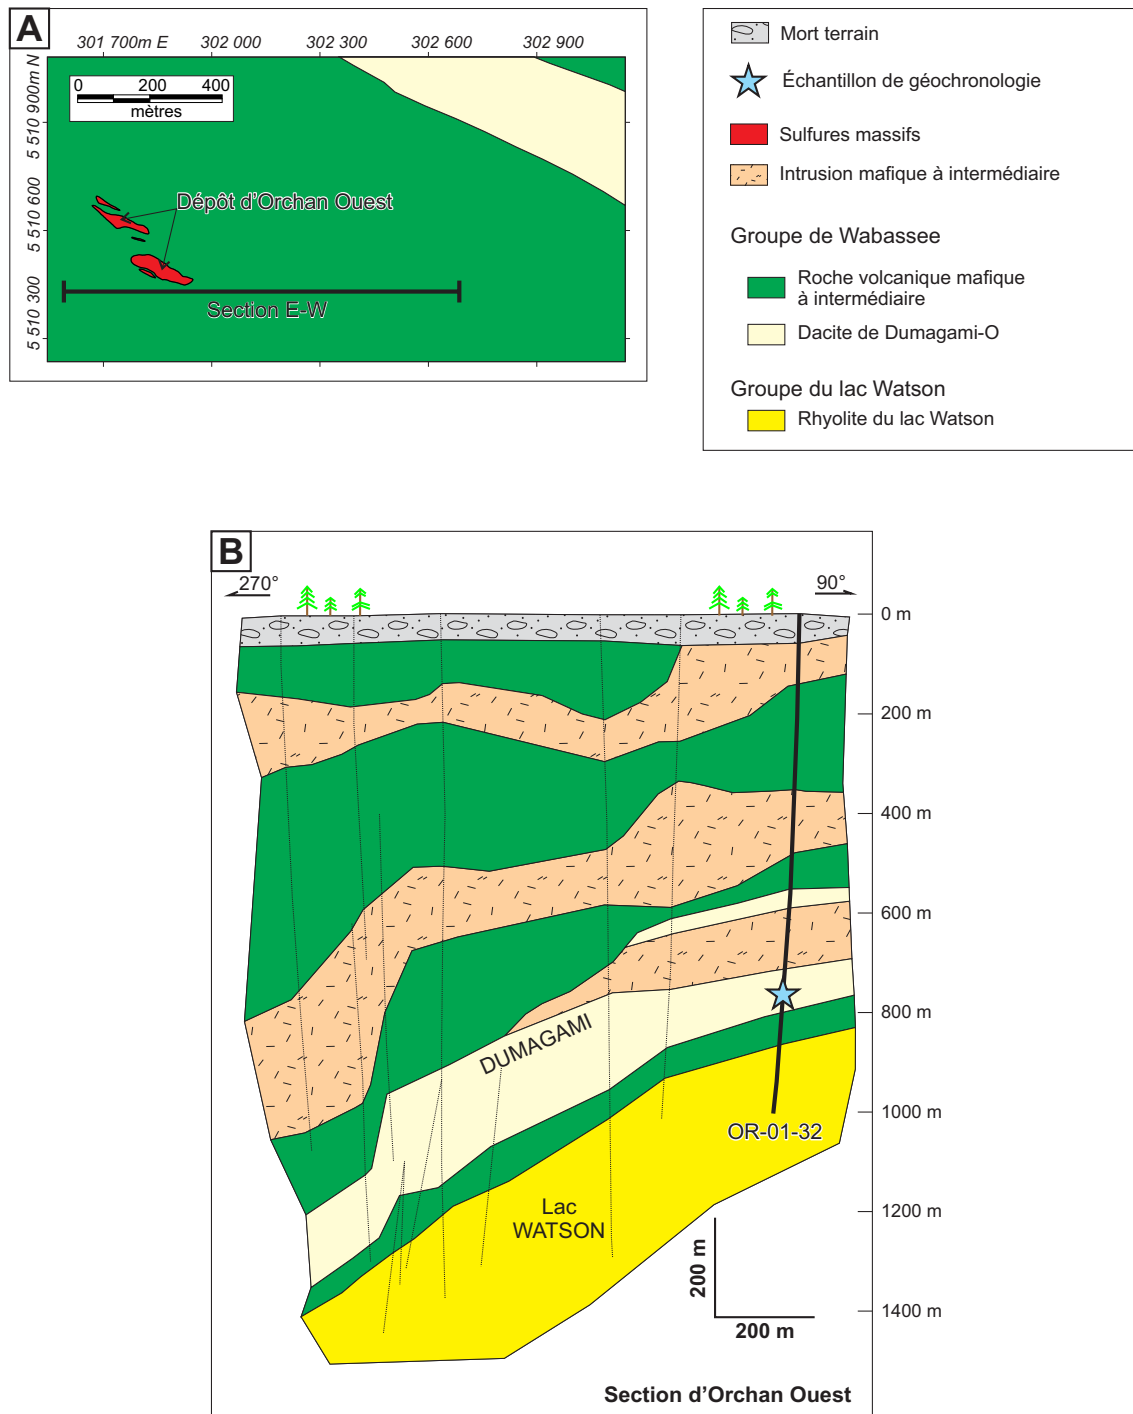 A
301 700m E
302 000
302 300
302 600
302 900
5 510 900m N
5 510 600
5 510 300
0
200
400
mètres
Dépôt d'Orchan Ouest
Section E-W
Mort terrain
Échantillon de géochronologie
Sulfures massifs
Intrusion mafique à intermédiaire
Groupe de Wabassee
Roche volcanique mafique
à intermédiaire
Dacite de Dumagami-O
Groupe du lac Watson
Rhyolite du lac Watson
B
270°
90°
0 m
200 m
400 m
600 m
800 m
1000 m
1200 m
1400 m
DUMAGAMI
OR-01-32
Lac
WATSON
200 m
200 m
Section d'Orchan Ouest